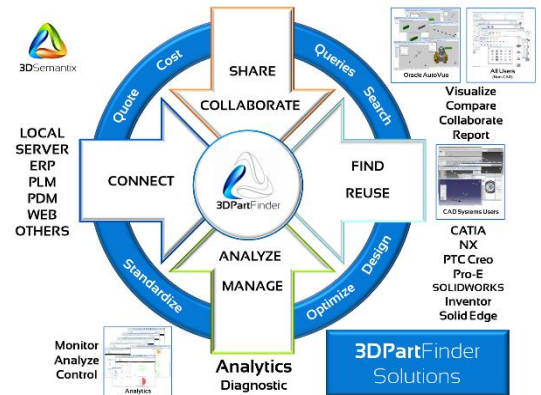 3DSemantix
Quote Cost
Queries Search
SHARE
COLLABORATE
Oracle AutoVue
All Users
(Non-CAD)
Visualize
Compare
Collaborate
Report
LOCAL
SERVER
ERP
PLM
PDM
WEB
OTHERS
CONNECT
3DPartFinder
FIND
REUSE
CAD Systems Users
CATIA
NX
PTC Creo
Pro-E
SOLIDWORKS
Inventor
Solid Edge
ANALYZE
MANAGE
Standardize
Optimize Design
Monitor
Analyze
Control
Analytics
Analytics
Diagnostic
3DPartFinder
Solutions